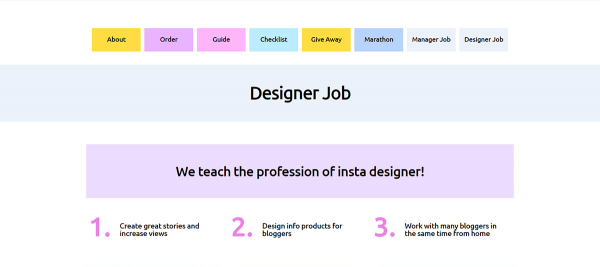 About Order Guide Checklist Give Away Marathon Manager Job Designer Job
Designer Job
We teach the profession of insta designer!
1. Create great stories and
increase views
2. Design info products for
bloggers
3. Work with many bloggers in
the same time from home